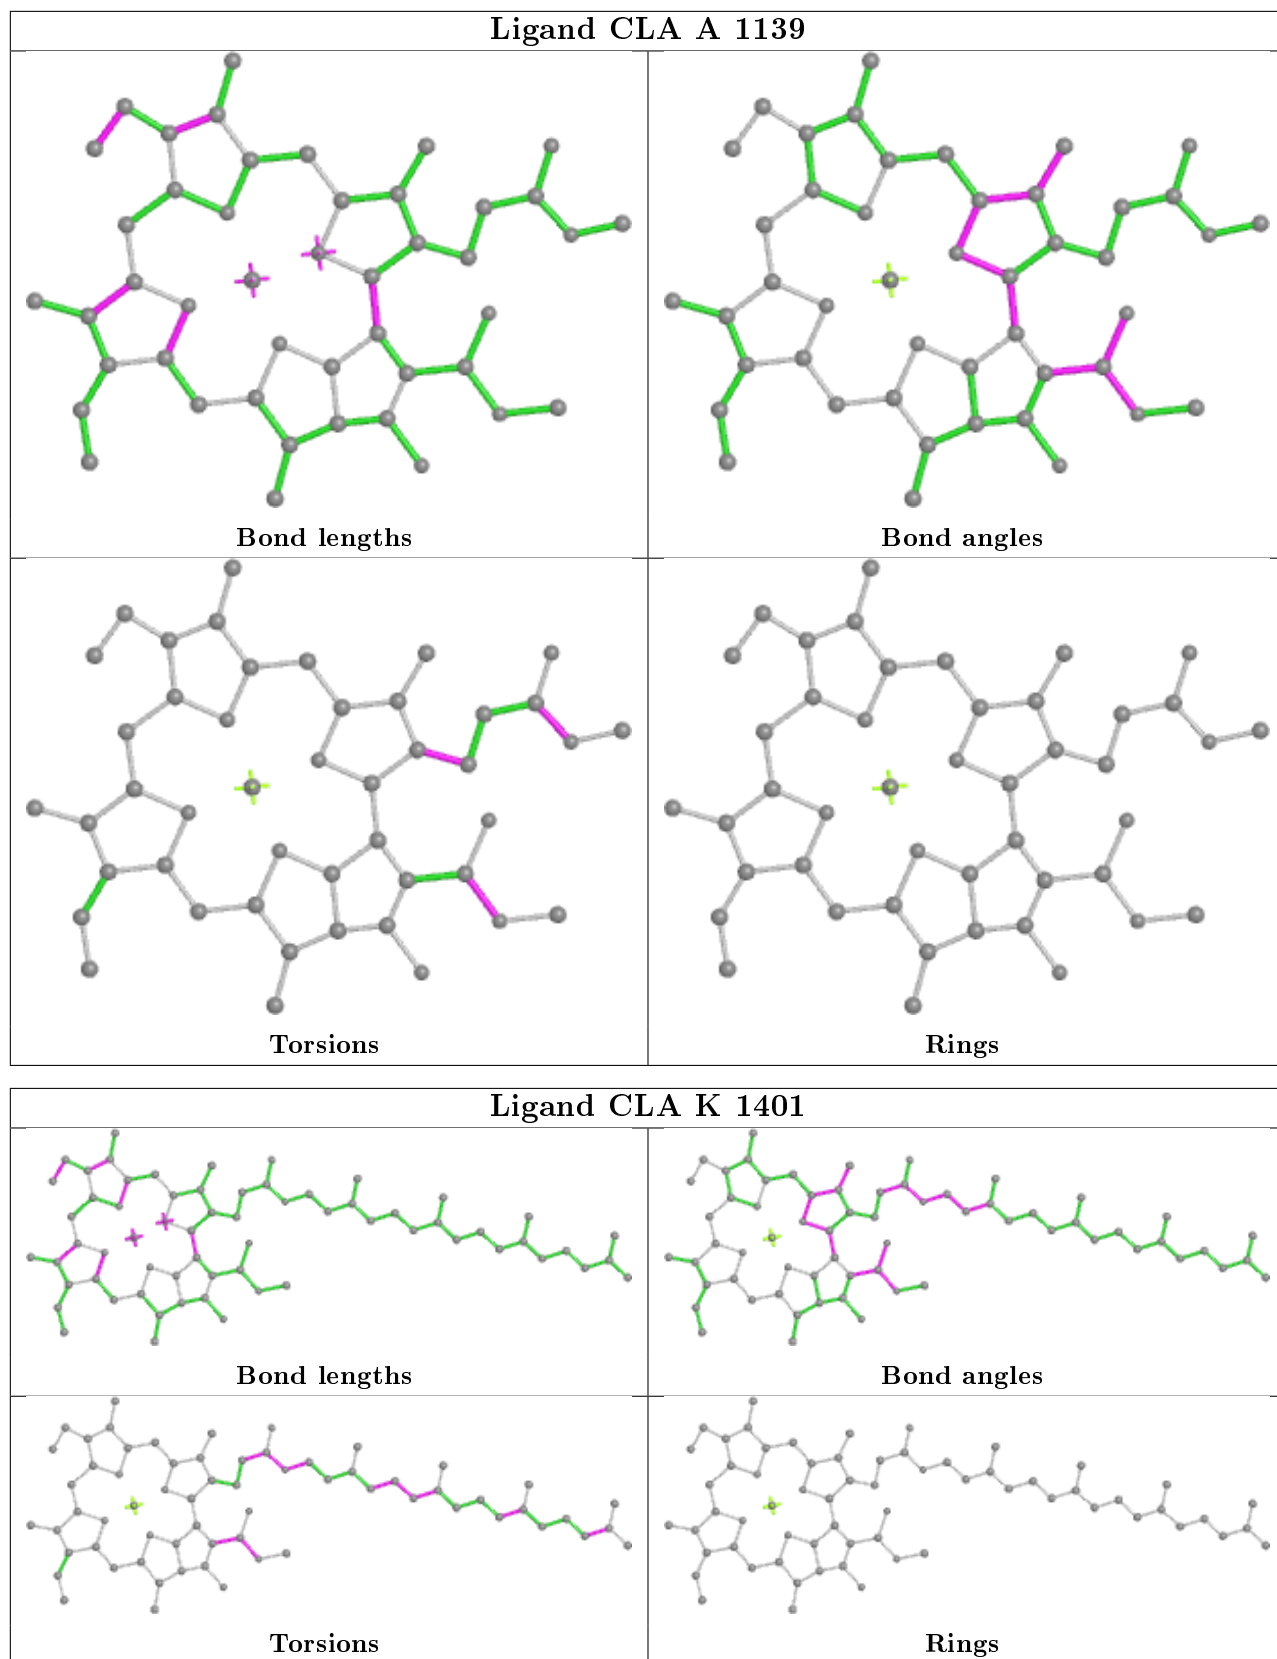 Ligand CLA A 1139
Bond lengths
Bond angles
Torsions
Rings
Ligand CLA K 1401
Bond lengths
Bond angles
Torsions
Rings